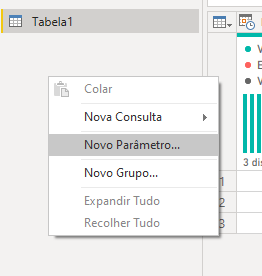 Tabela1
Colar
Nova Consulta
Novo Parâmetro...
Novo Grupo...
Expandir Tudo
Recolher Tudo
3 dis
1
2
3